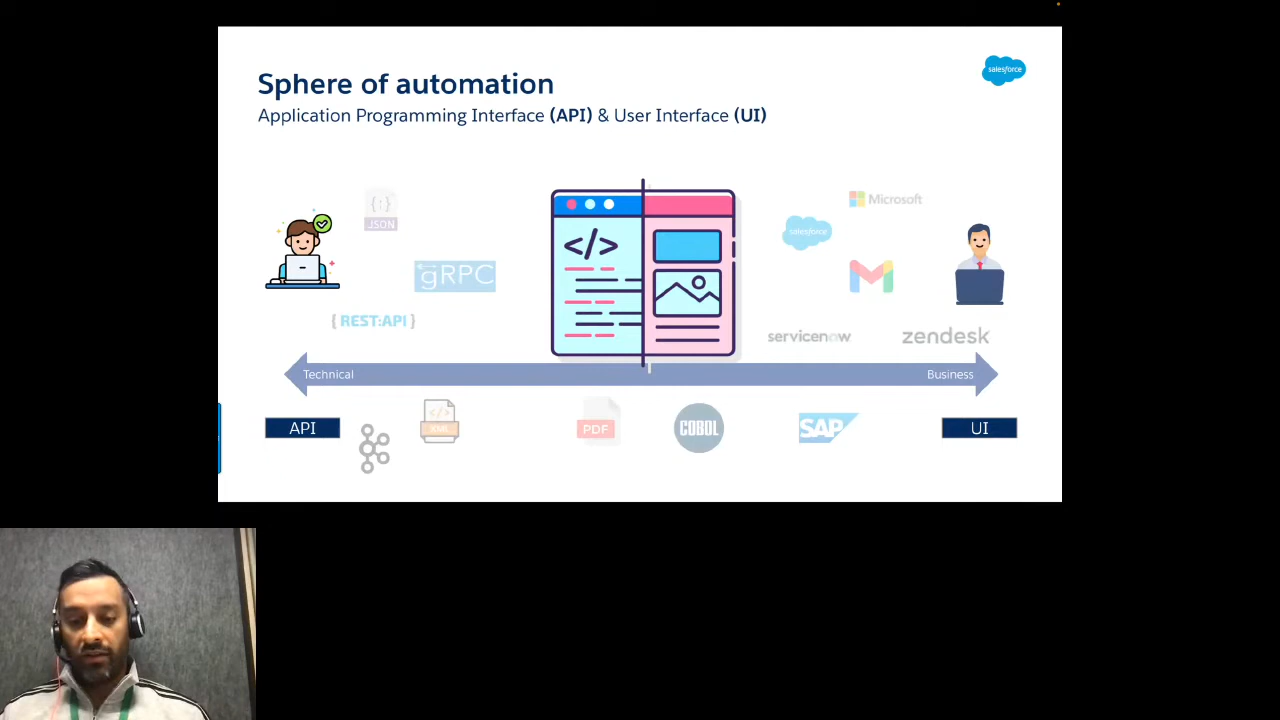 Sphere of automation
salesforce
Application Programming Interface (API) & User Interface (UI)
{:}
JSON
Microsoft
salesforce
</>
gRPC
{ REST:API }
servicenow
zendesk
Technical
Business
API
</>
XML
PDF
COBOL
SAP
UI